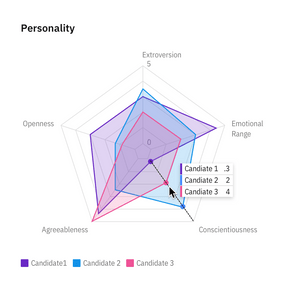 Personality
Extroversion
5
Openness
Emotional
Range
0
Candiate 1 .3
Candiate 2 2
Candiate 3 4
Agreeableness
Conscientiousness
Candidate1
Candidate 2
Candidate 3